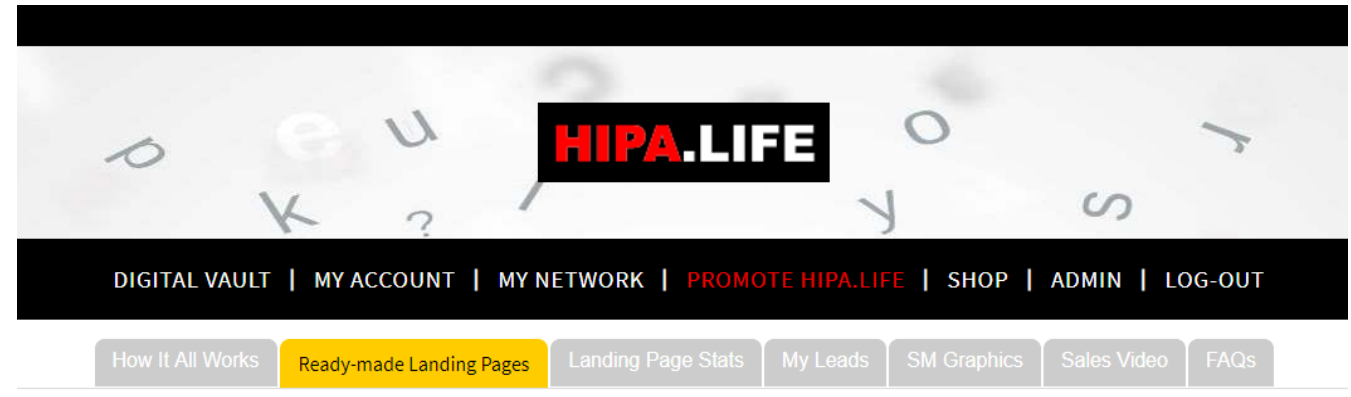 p e u ? o r
HIPA.LIFE
k ? / y s
DIGITAL VAULT | MY ACCOUNT | MY NETWORK | PROMOTE HIPA.LIFE | SHOP | ADMIN | LOG-OUT
How It All Works Ready-made Landing Pages Landing Page Stats My Leads SM Graphics Sales Video FAQs